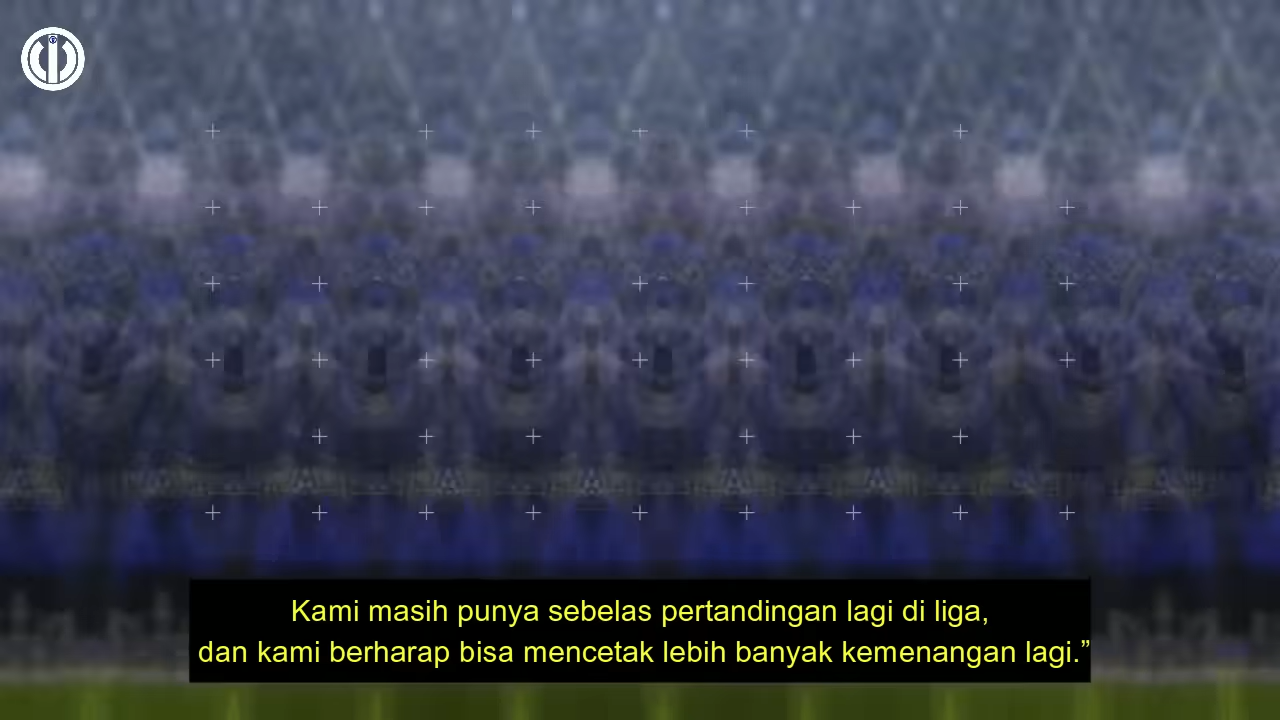 Kami masih punya sebelas pertandingan lagi di liga,
dan kami berharap bisa mencetak lebih banyak kemenangan lagi.”